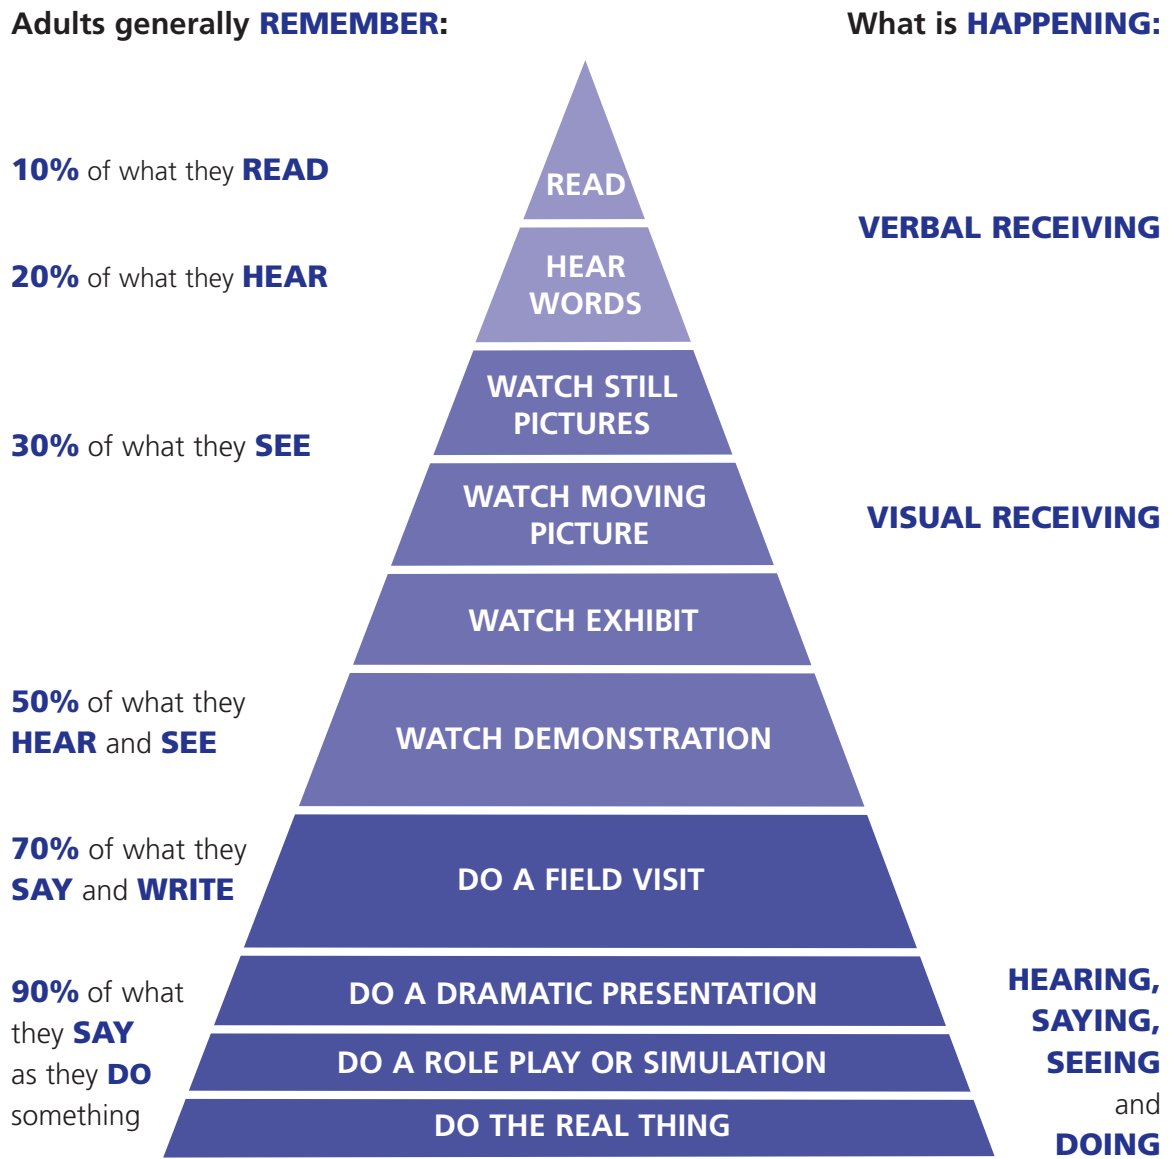 Adults generally REMEMBER:
What is HAPPENING:
10% of what they READ
READ
VERBAL RECEIVING
20% of what they HEAR
HEAR
WORDS
30% of what they SEE
WATCH STILL
PICTURES
WATCH MOVING
PICTURE
VISUAL RECEIVING
WATCH EXHIBIT
50% of what they
HEAR and SEE
WATCH DEMONSTRATION
70% of what they
SAY and WRITE
DO A FIELD VISIT
90% of what
they SAY
as they DO
something
DO A DRAMATIC PRESENTATION
DO A ROLE PLAY OR SIMULATION
DO THE REAL THING
HEARING,
SAYING,
SEEING
and
DOING